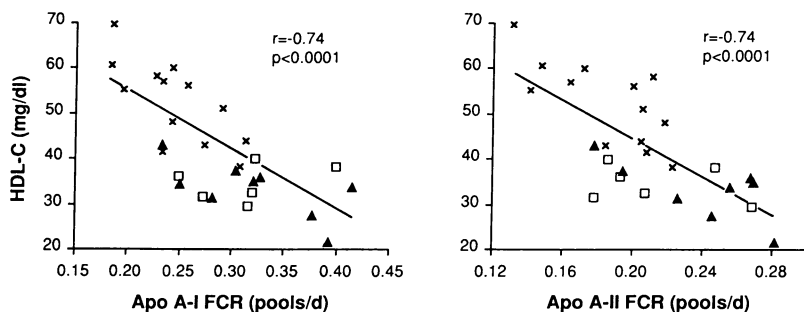 r=-0.74
p<0.0001
HDL-C (mg/dl)
70
60
50
40
30
20
0.15 0.20 0.25 0.30 0.35 0.40 0.45
Apo A-I FCR (pools/d)
r=-0.74
p<0.0001
70
60
50
40
30
20
0.12 0.16 0.20 0.24 0.28
Apo A-II FCR (pools/d)